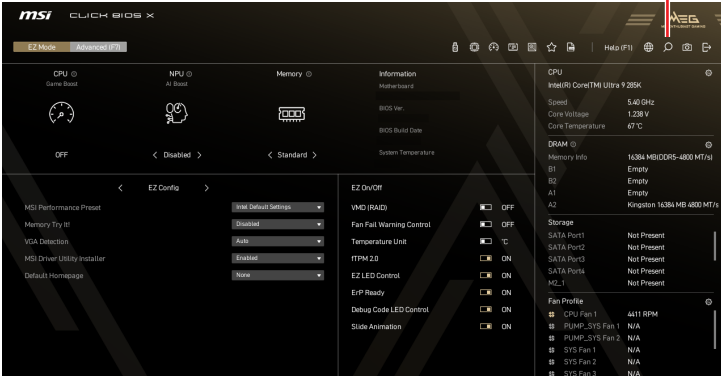 msi CLICK BIOS X
MEG
EZ Mode Advanced (F7) Help (F1)
CPU
Game Boost
OFF
NPU
AI Boost
Disabled
Memory
Standard
Information
Motherboard
BIOS Ver.
BIOS Build Date
System Temperature
EZ Config
MSI Performance Preset Intel Default Settings
Memory Try It! Disabled
VGA Detection Auto
MSI Driver Utility Installer Enabled
Default Homepage None
EZ On/Off
VMD (RAID) OFF
Fan Fail Warning Control OFF
Temperature Unit °C
fTPM 2.0 ON
EZ LED Control ON
ErP Ready ON
Debug Code LED Control ON
Slide Animation ON
CPU
Intel(R) Core(TM) Ultra 9 285K
Speed 5.40 GHz
Core Voltage 1.238 V
Core Temperature 67 °C
DRAM
Memory Info 16384 MB(DDR5-4800 MT/s)
B1 Empty
B2 Empty
A1 Empty
A2 Kingston 16384 MB 4800 MT/s
Storage
SATA Port1 Not Present
SATA Port2 Not Present
SATA Port3 Not Present
SATA Port4 Not Present
M2_1 Not Present
Fan Profile
CPU Fan 1 4411 RPM
PUMP_SYS Fan 1 N/A
PUMP_SYS Fan 2 N/A
SYS Fan 1 N/A
SYS Fan 2 N/A
SYS Fan 3 N/A